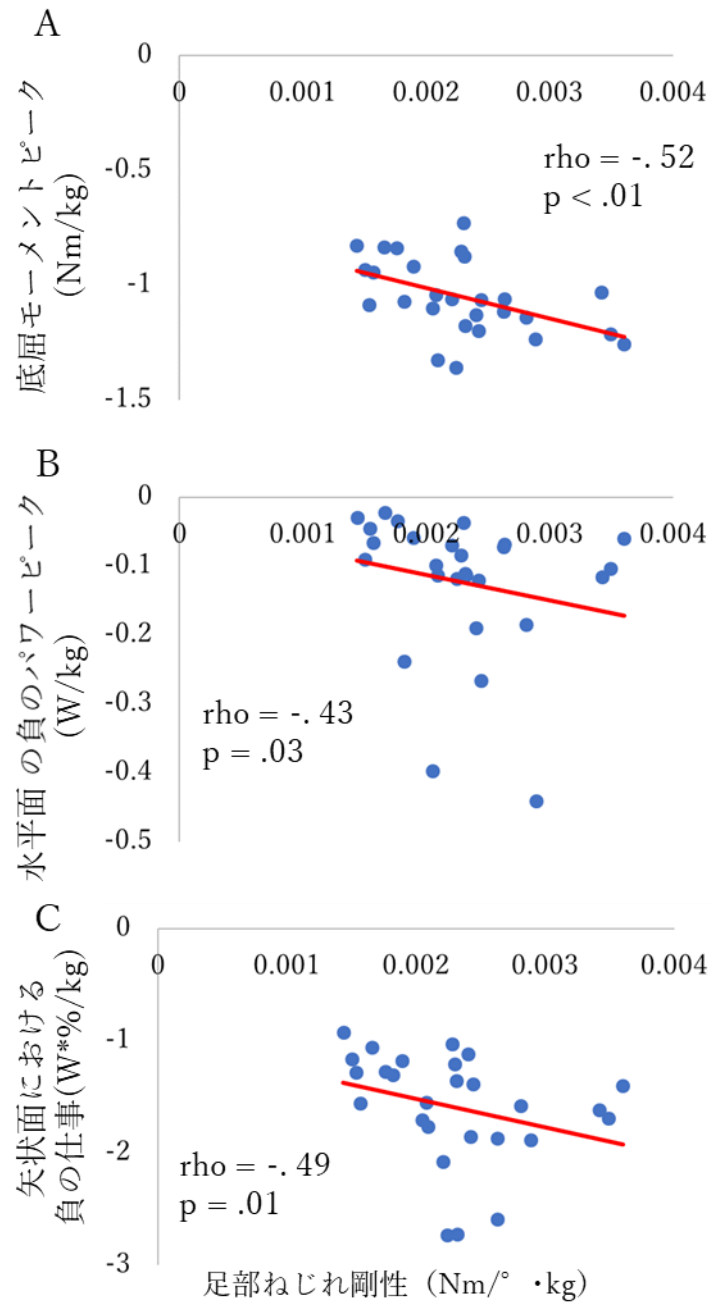 A
0
0
0.001
0.002
0.003
0.004
rho = -. 52
p < .01
-0.5
-1
-1.5
底屈モーメントピーク
(Nm/kg)
B
0
0
0.001
0.002
0.003
0.004
-0.1
-0.2
-0.3
-0.4
-0.5
rho = -. 43
p = .03
水平面 の負のパワーピーク
(W/kg)
C
0
0
0.001
0.002
0.003
0.004
-1
-2
-3
rho = -. 49
p = .01
矢状面における
負の仕事(W*%/kg)
足部ねじれ剛性（Nm/°・kg)